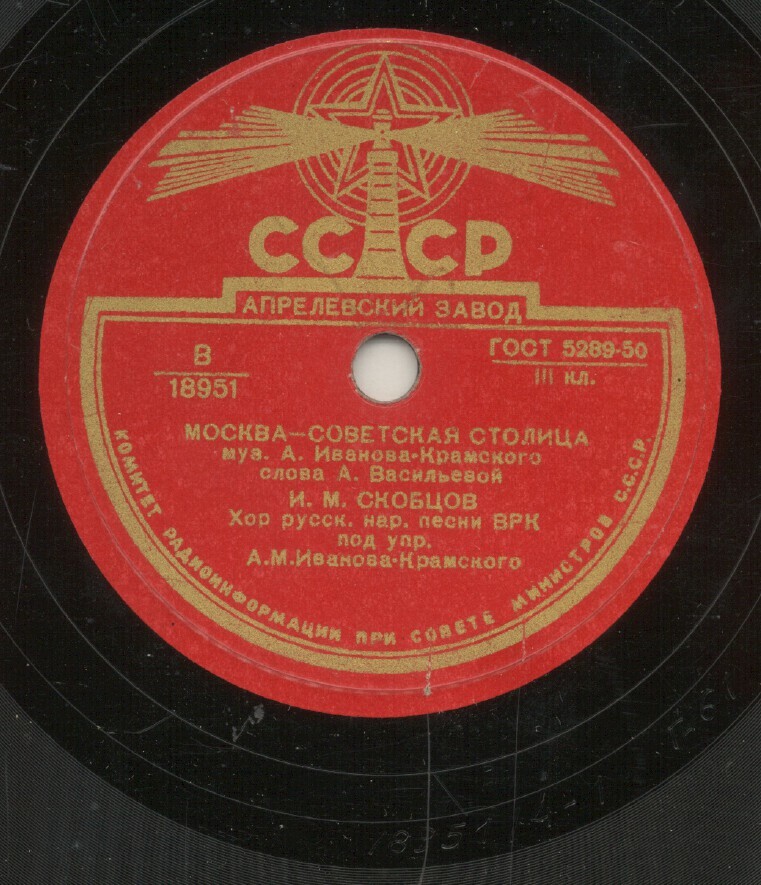 СССР
АПРЕЛЕВСКИЙ ЗАВОД
В
18951
ГОСТ 5289-50
III кл.
МОСКВА—СОВЕТСКАЯ СТОЛИЦА
муз. А. Иванова-Крамского
слова А. Васильевой
И. М. СКОБЦОВ
Хор русск. нар. песни ВРК
под упр.
А.М.Иванова-Крамского
КОМИТЕТ РАДИОИНФОРМАЦИИ ПРИ СОВЕТЕ МИНИСТРОВ С.С.С.Р.